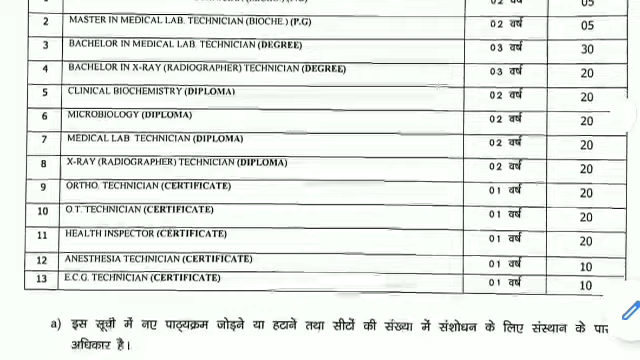 02 वर्ष 05
2 MASTER IN MEDICAL LAB. TECHNICIAN (BIOCHE.) (P.G) 02 वर्ष 05
3 BACHELOR IN MEDICAL LAB. TECHNICIAN (DEGREE) 03 वर्ष 30
4 BACHELOR IN X-RAY (RADIOGRAPHER) TECHNICIAN (DEGREE) 03 वर्ष 20
5 CLINICAL BIOCHEMISTRY (DIPLOMA) 02 वर्ष 20
6 MICROBIOLOGY (DIPLOMA) 02 वर्ष 20
7 MEDICAL LAB TECHNICIAN (DIPLOMA) 02 वर्ष 20
8 X-RAY (RADIOGRAPHER) TECHNICIAN (DIPLOMA) 02 वर्ष 20
9 ORTHO. TECHNICIAN (CERTIFICATE) 01 वर्ष 20
10 O.T. TECHNICIAN (CERTIFICATE) 01 वर्ष 20
11 HEALTH INSPECTOR (CERTIFICATE) 01 वर्ष 20
12 ANESTHESIA TECHNICIAN (CERTIFICATE) 01 वर्ष 10
13 E.C.G. TECHNICIAN (CERTIFICATE) 01 वर्ष 10
a) इस सूची में नए पाठ्यक्रम जोड़ने या हटाने तथा सीटों की संख्या में संशोधन के लिए संस्थान के पार
अधिकार है।